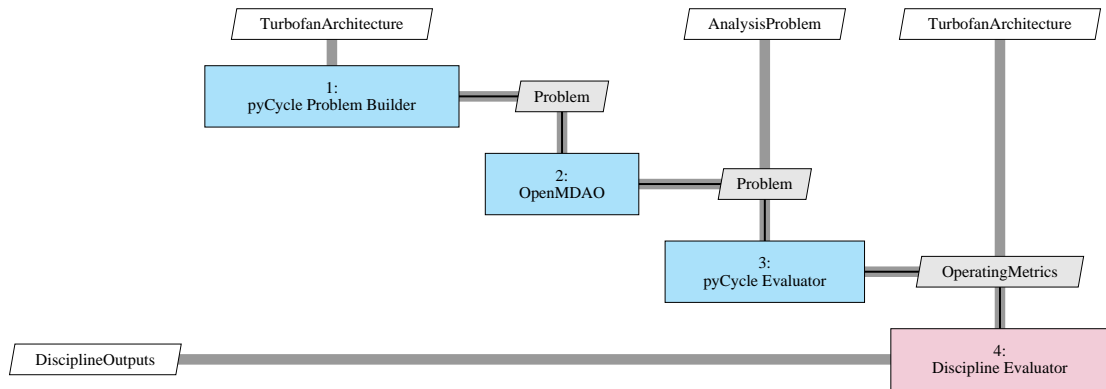 TurbofanArchitecture
AnalysisProblem
TurbofanArchitecture
1:
pyCycle Problem Builder
Problem
2:
OpenMDAO
Problem
3:
pyCycle Evaluator
OperatingMetrics
DisciplineOutputs
4:
Discipline Evaluator